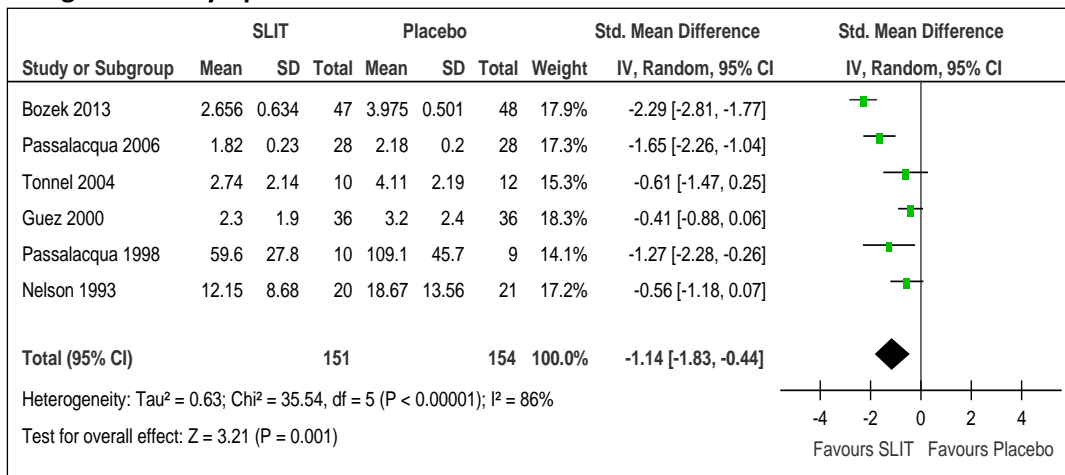 SLIT Placebo Std. Mean Difference Std. Mean Difference
Study or Subgroup Mean SD Total Mean SD Total Weight IV, Random, 95% CI IV, Random, 95% CI
Bozek 2013 2.656 0.634 47 3.975 0.501 48 17.9% -2.29 [-2.81, -1.77]
Passalacqua 2006 1.82 0.23 28 2.18 0.2 28 17.3% -1.65 [-2.26, -1.04]
Tonnel 2004 2.74 2.14 10 4.11 2.19 12 15.3% -0.61 [-1.47, 0.25]
Guez 2000 2.3 1.9 36 3.2 2.4 36 18.3% -0.41 [-0.88, 0.06]
Passalacqua 1998 59.6 27.8 10 109.1 45.7 9 14.1% -1.27 [-2.28, -0.26]
Nelson 1993 12.15 8.68 20 18.67 13.56 21 17.2% -0.56 [-1.18, 0.07]
Total (95% CI) 151 154 100.0% -1.14 [-1.83, -0.44]
Heterogeneity: Tau² = 0.63; Chi² = 35.54, df = 5 (P < 0.00001); I² = 86%
Test for overall effect: Z = 3.21 (P = 0.001)
-4 -2 0 2 4
Favours SLIT Favours Placebo